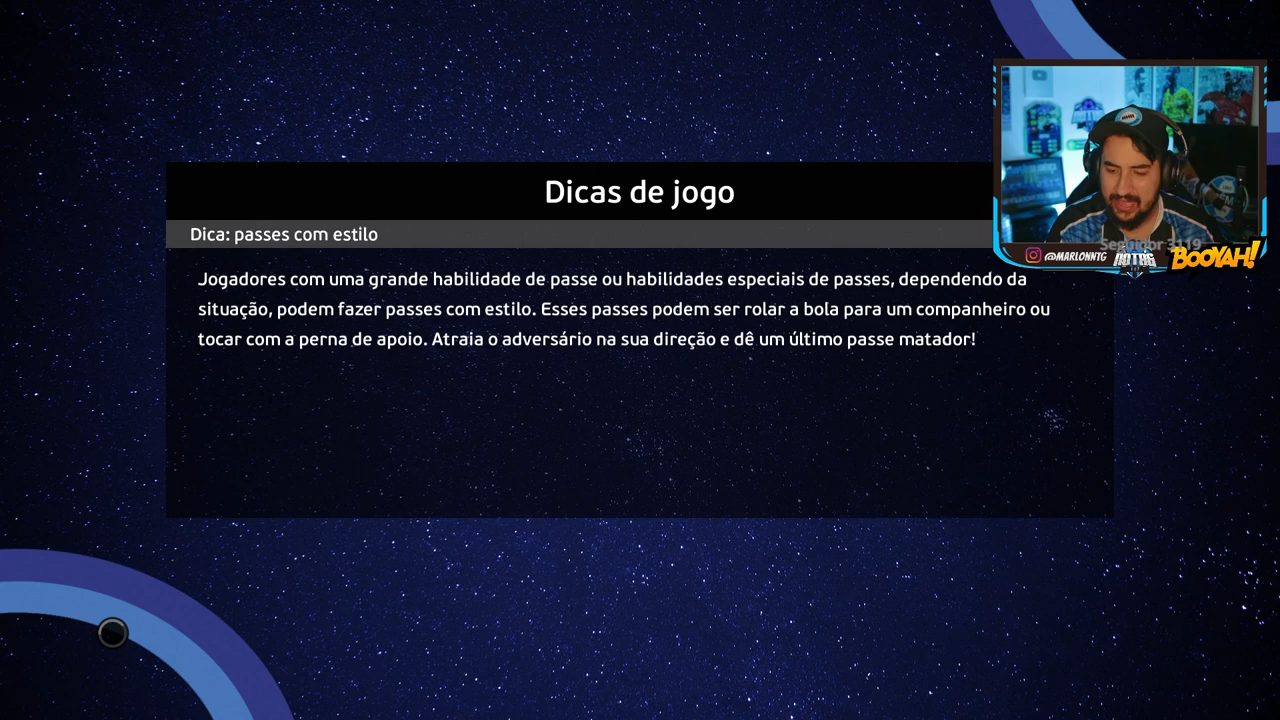 Dicas de jogo
Dica: passes com estilo
Jogadores com uma grande habilidade de passe ou habilidades especiais de passes, dependendo da
situação, podem fazer passes com estilo. Esses passes podem ser rolar a bola para um companheiro ou
tocar com a perna de apoio. Atraia o adversário na sua direção e dê um último passe matador!
Seguidor 3119
@MARLONNTG
BOOYAH!